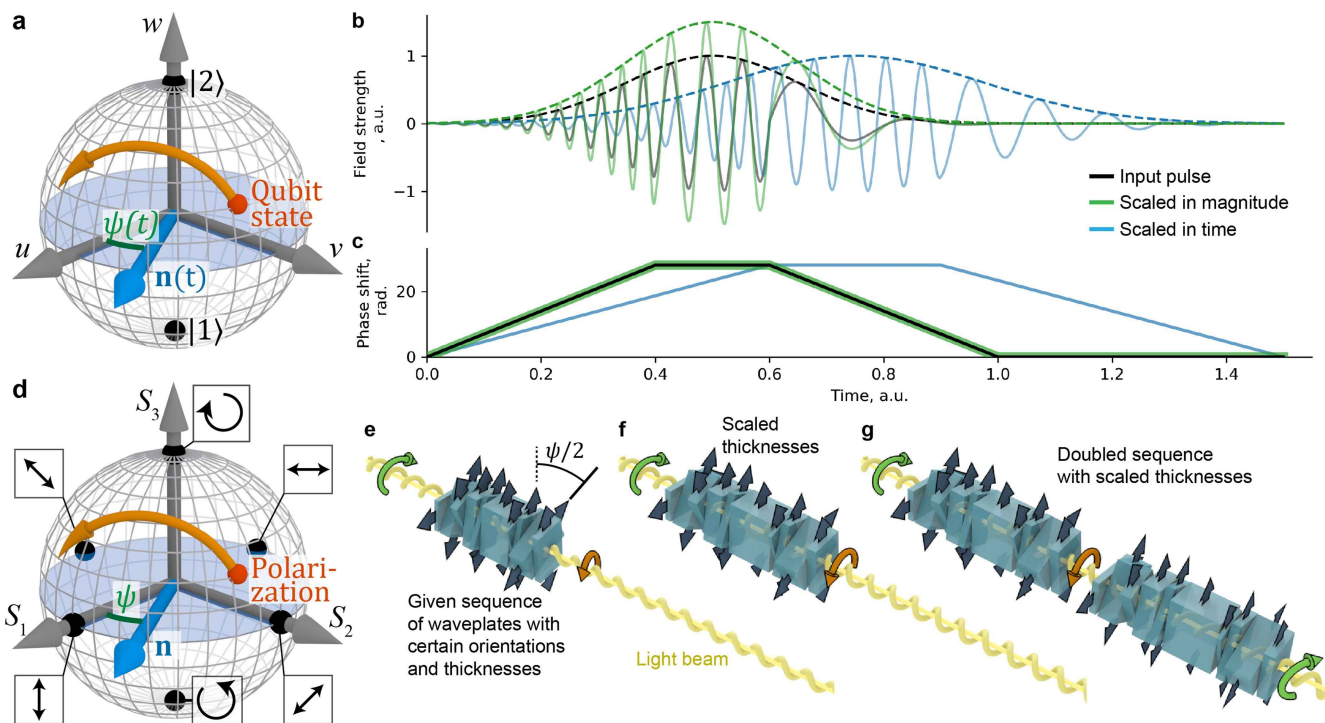 a
w
|2⟩
Qubit
state
ψ(t)
u
v
n(t)
|1⟩
b
Field strength
, a.u.
1
0
−1
Input pulse
Scaled in magnitude
Scaled in time
c
Phase shift,
rad.
20
0
0.0 0.2 0.4 0.6 0.8 1.0 1.2 1.4
Time, a.u.
d
S3
Polari-
zation
ψ
S1
S2
n
e
ψ/2
Given sequence
of waveplates with
certain orientations
and thicknesses
Light beam
f
Scaled
thicknesses
g
Doubled sequence
with scaled thicknesses